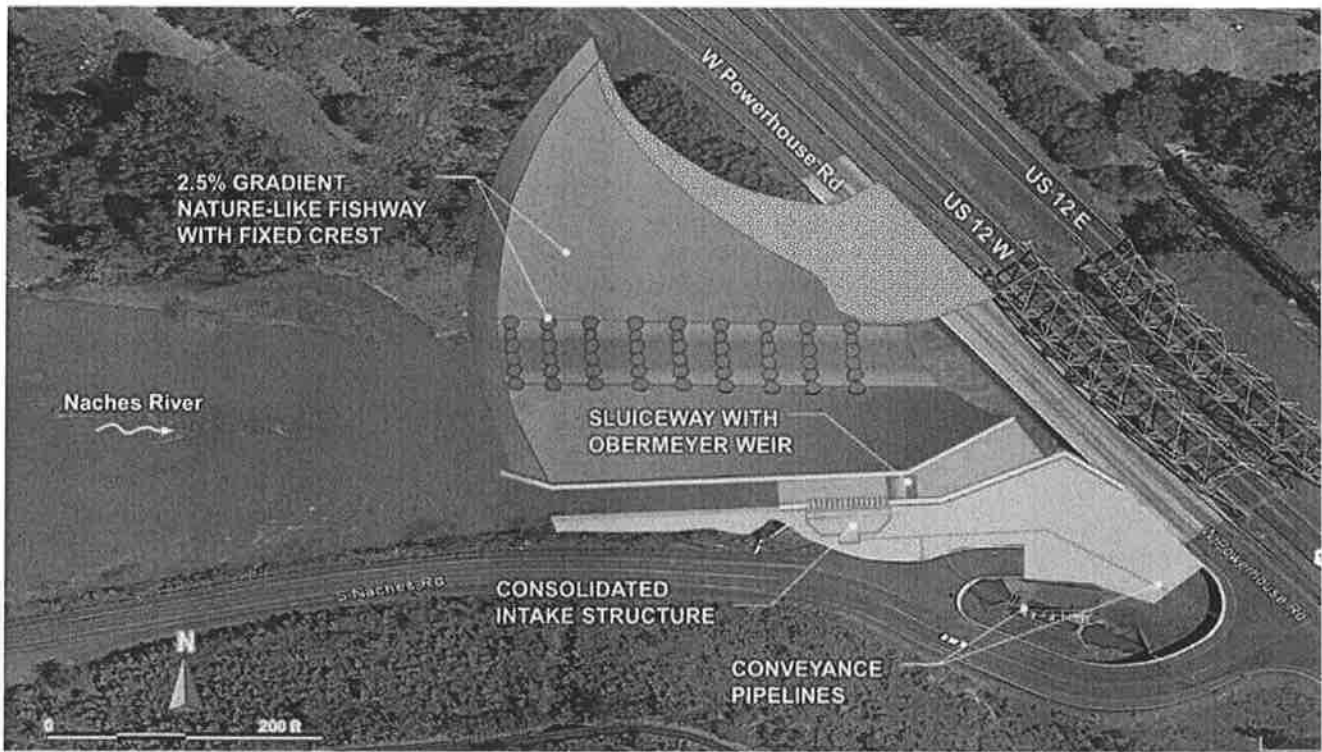 W Powerhouse Rd
US 12 E
US 12 W
2.5% GRADIENT
NATURE-LIKE FISHWAY
WITH FIXED CREST
Naches River
SLUICEWAY WITH
OBERMEYER WEIR
S Naches Rd
CONSOLIDATED
INTAKE STRUCTURE
W Powerhouse Rd
CONVEYANCE
PIPELINES
N
0 200 ft